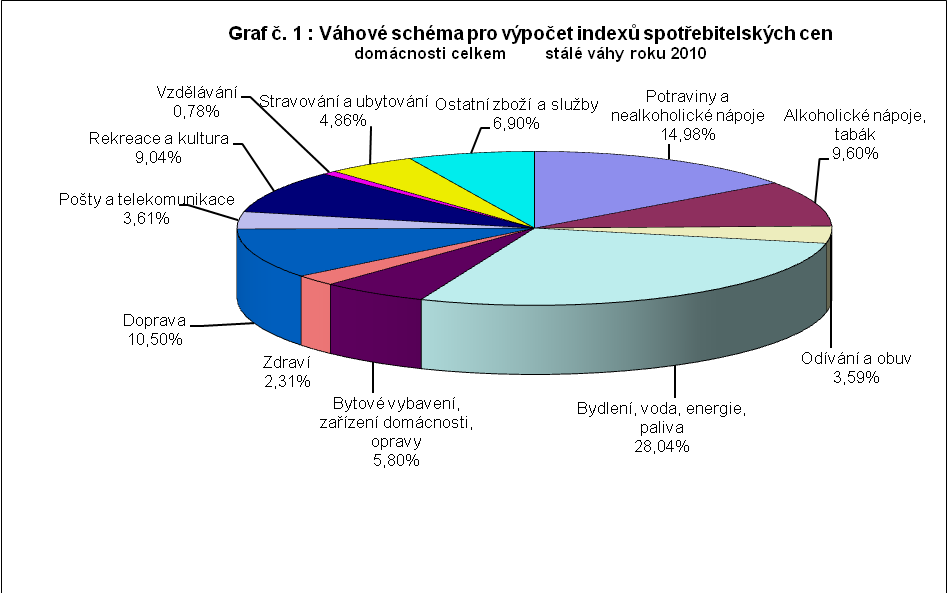 Graf č. 1 : Váhové schéma pro výpočet indexů spotřebitelských cen
domácnosti celkem stálé váhy roku 2010
Vzdělávání
0,78%
Stravování a ubytování
4,86%
Ostatní zboží a služby
6,90%
Potraviny a
nealkoholické nápoje
14,98%
Alkoholické nápoje,
tabák
9,60%
Rekreace a kultura
9,04%
Pošty a telekomunikace
3,61%
Doprava
10,50%
Zdraví
2,31%
Bytové vybavení,
zařízení domácnosti,
opravy
5,80%
Bydlení, voda, energie,
paliva
28,04%
Odívání a obuv
3,59%